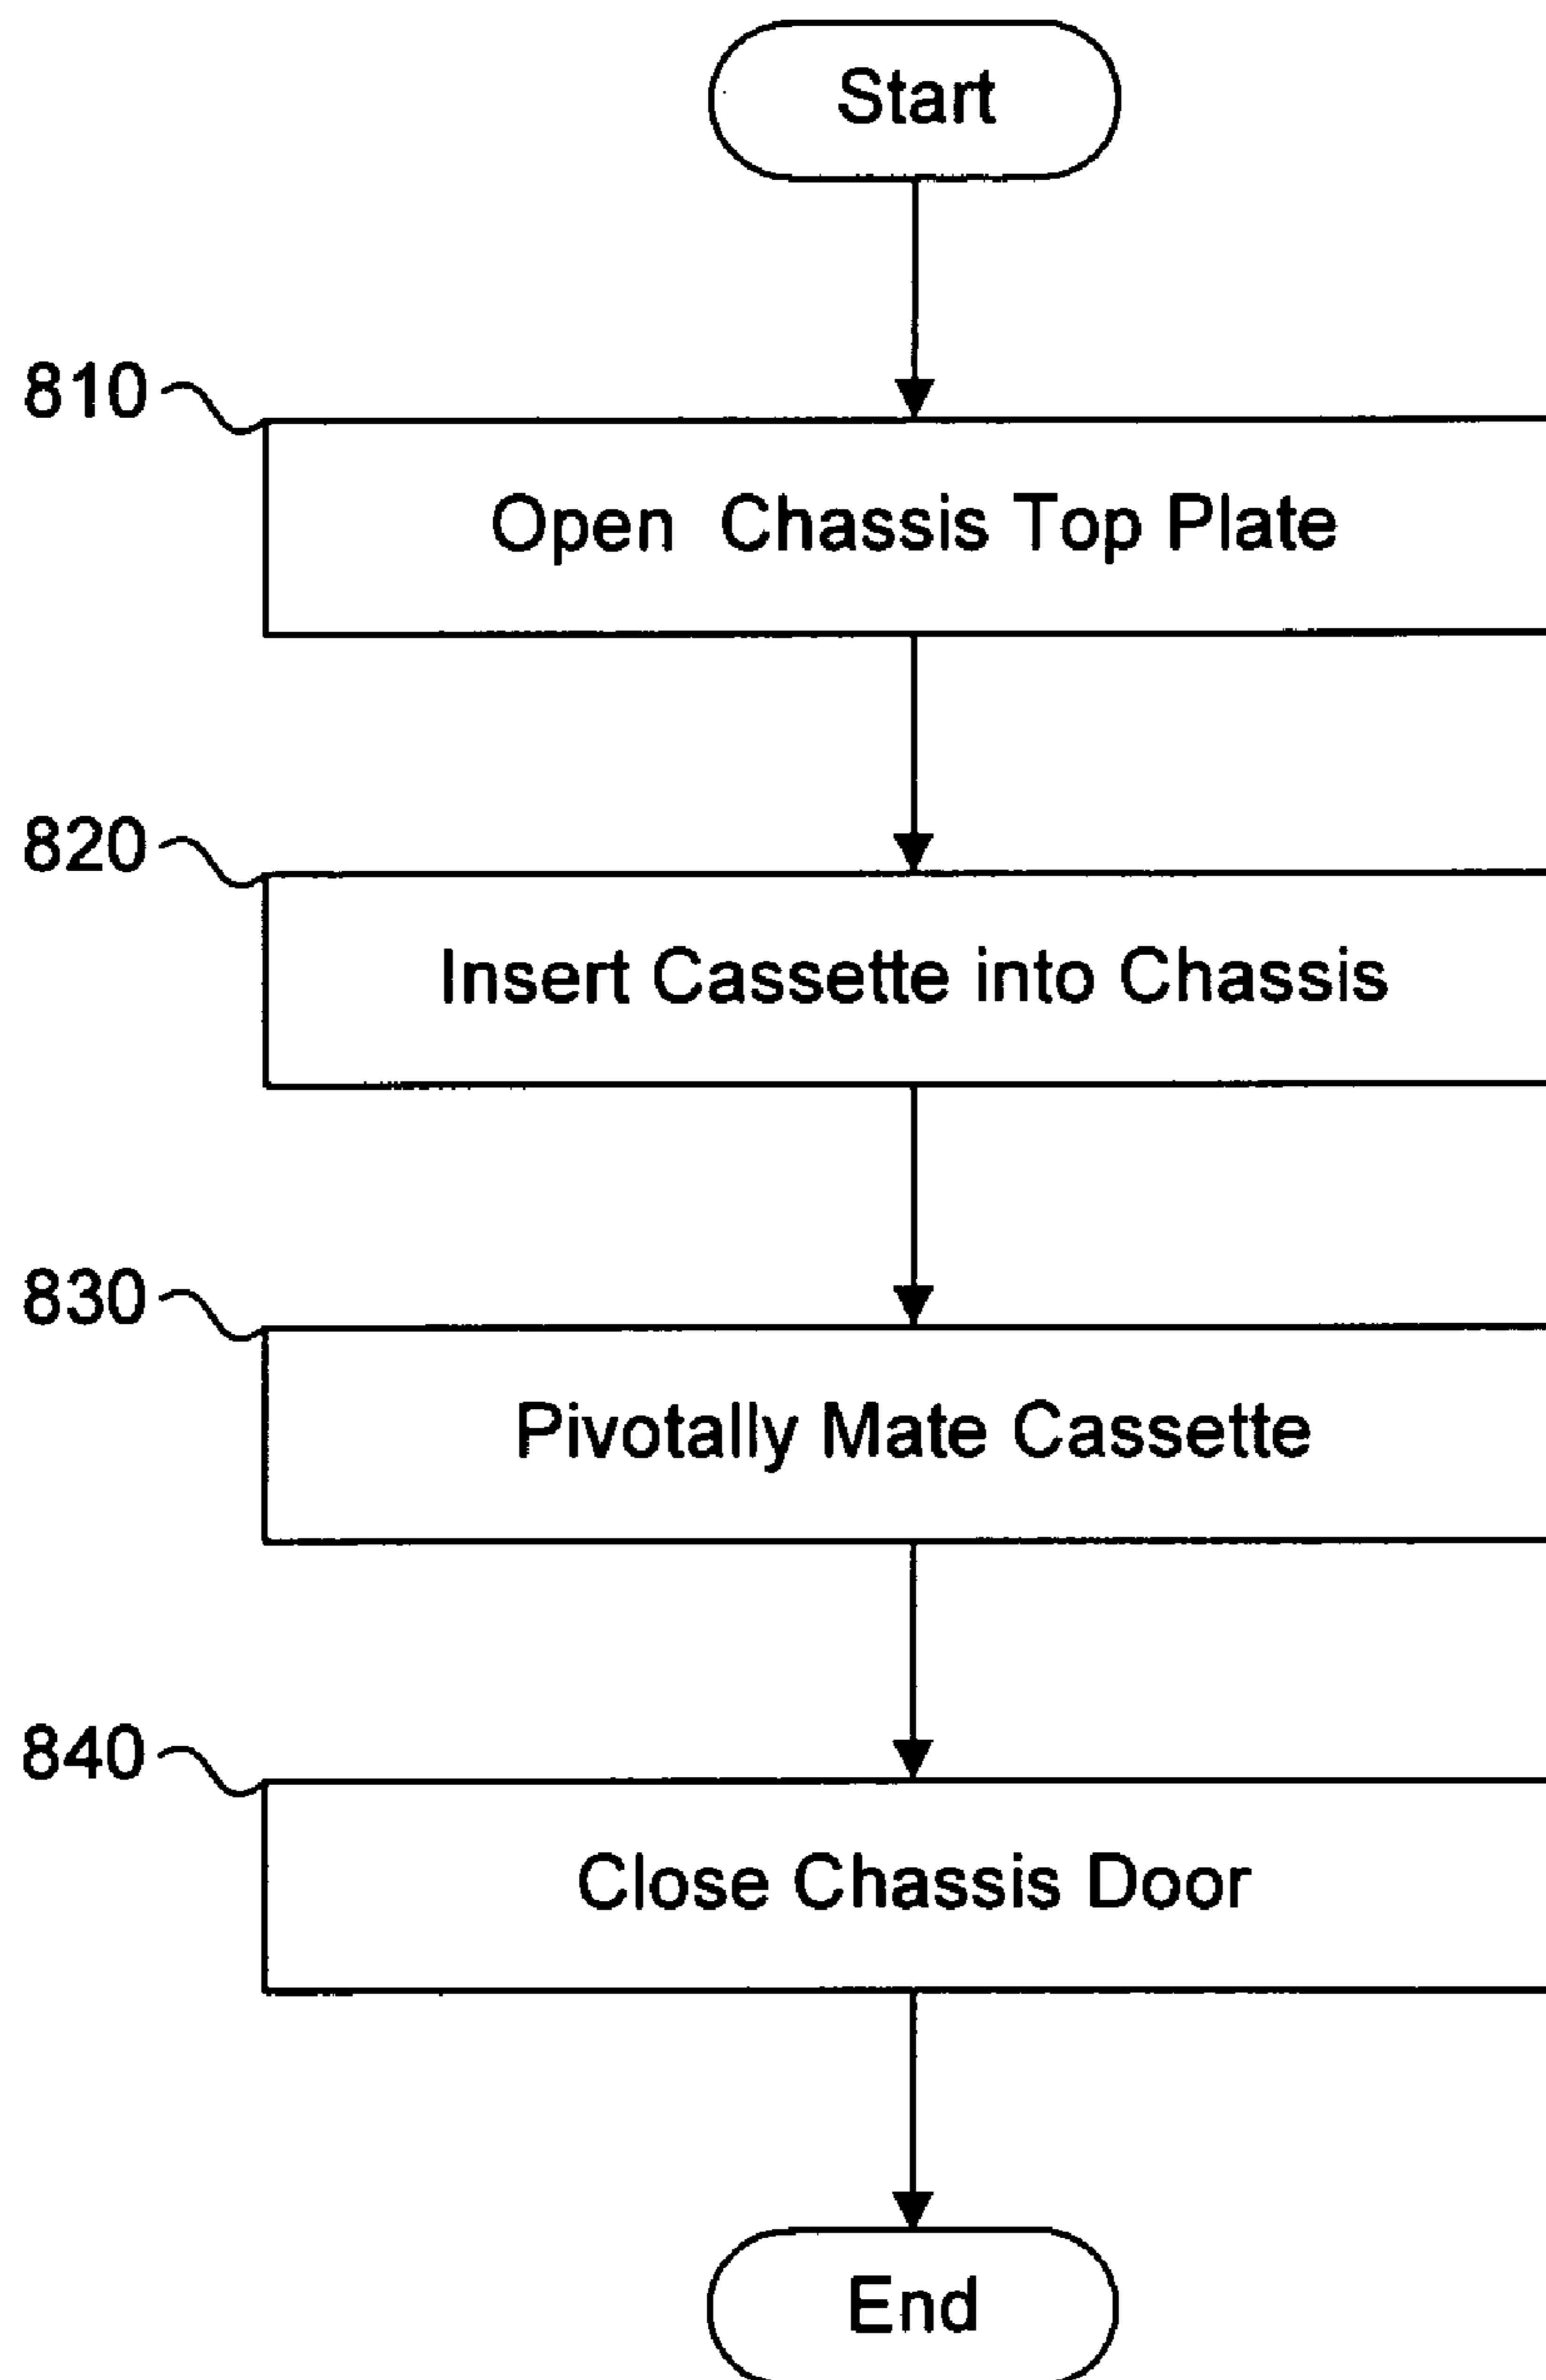 Start
810
Open Chassis Top Plate
820
Insert Cassette into Chassis
830
Pivotally Mate Cassette
840
Close Chassis Door
End